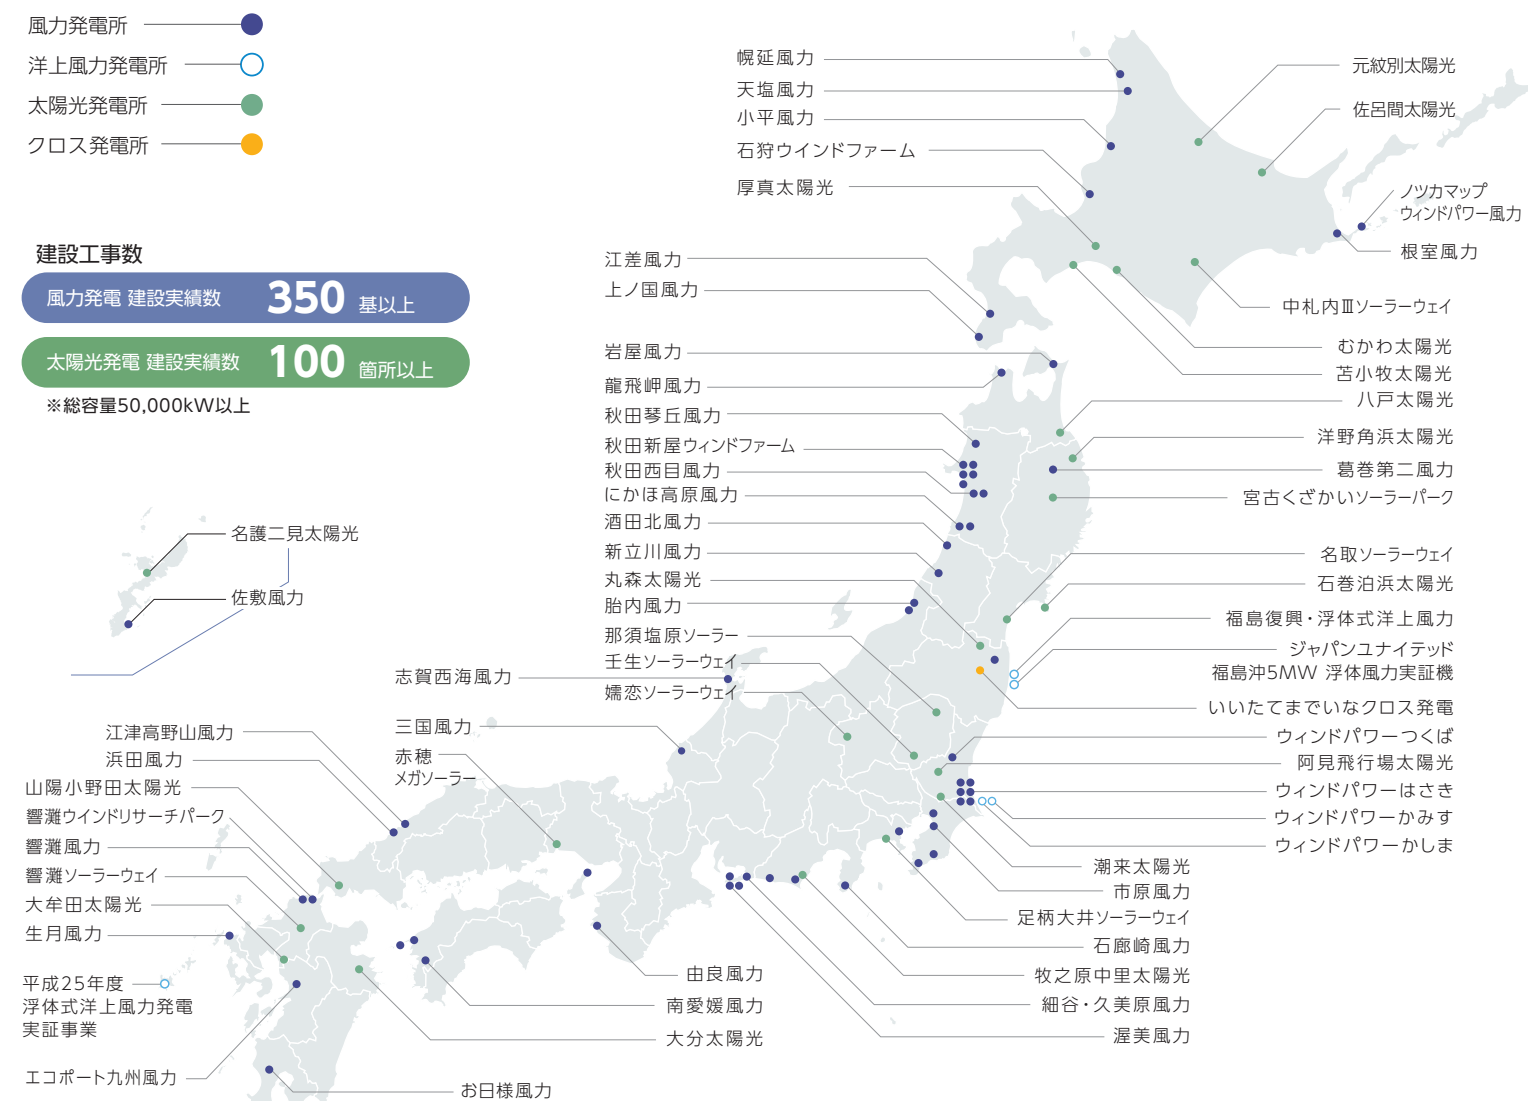 風力発電所
洋上風力発電所
太陽光発電所
クロス発電所
建設工事数
風力発電 建設実績数 350 基以上
太陽光発電 建設実績数 100 箇所以上
※総容量50,000kW以上
名護二見太陽光
佐敷風力
幌延風力
天塩風力
小平風力
石狩ウインドファーム
厚真太陽光
江差風力
上ノ国風力
岩屋風力
龍飛岬風力
秋田琴丘風力
秋田新屋ウィンドファーム
秋田西目風力
にかほ高原風力
酒田北風力
新立川風力
丸森太陽光
胎内風力
那須塩原ソーラー
壬生ソーラーウェイ
嬬恋ソーラーウェイ
志賀西海風力
三国風力
赤穂
メガソーラー
江津高野山風力
浜田風力
山陽小野田太陽光
響灘ウインドリサーチパーク
響灘風力
響灘ソーラーウェイ
大牟田太陽光
生月風力
平成25年度
浮体式洋上風力発電
実証事業
エコポート九州風力
お日様風力
大分太陽光
南愛媛風力
由良風力
元紋別太陽光
佐呂間太陽光
ノツカマップ
ウィンドパワー風力
根室風力
中札内Ⅲソーラーウェイ
むかわ太陽光
苫小牧太陽光
八戸太陽光
洋野角浜太陽光
葛巻第二風力
宮古くざかいソーラーパーク
名取ソーラーウェイ
石巻泊浜太陽光
福島復興・浮体式洋上風力
ジャパンユナイテッド
福島沖5MW 浮体風力実証機
いいたてまでいなクロス発電
ウィンドパワーつくば
阿見飛行場太陽光
ウィンドパワーはさき
ウィンドパワーかみす
ウィンドパワーかしま
潮来太陽光
市原風力
足柄大井ソーラーウェイ
石廊崎風力
牧之原中里太陽光
細谷・久美原風力
渥美風力